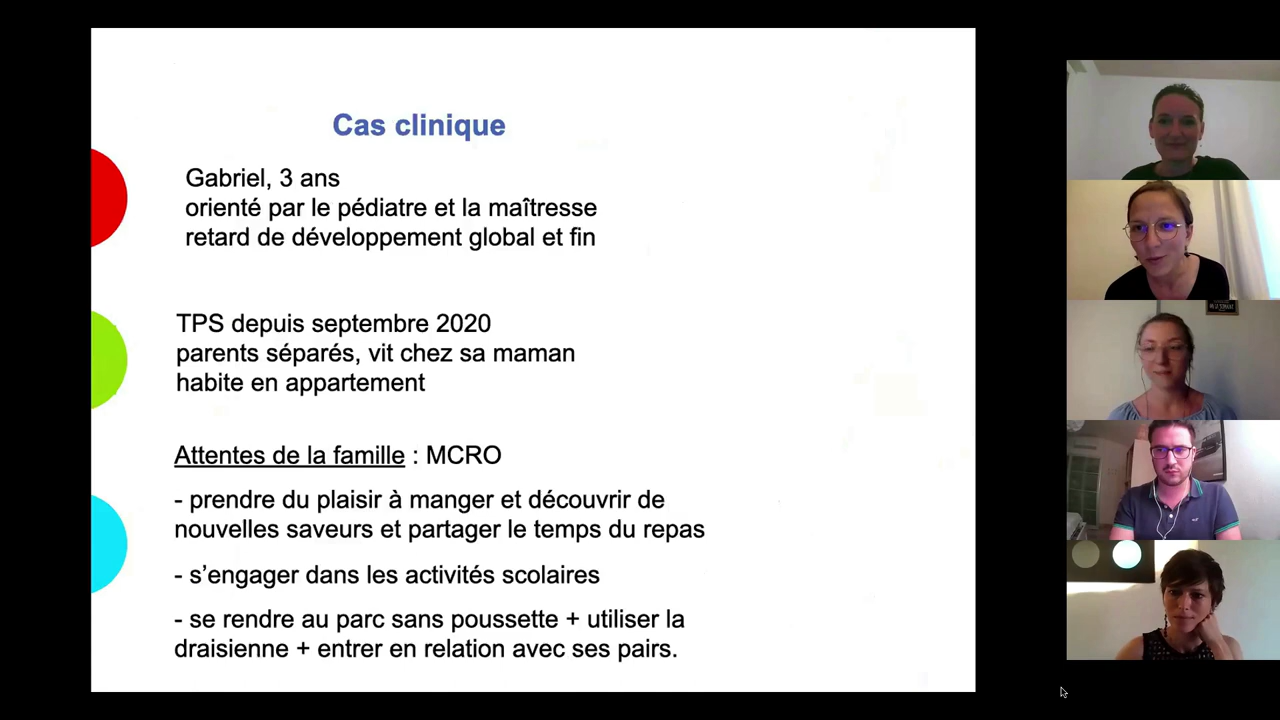 Cas clinique
Gabriel, 3 ans
orienté par le pédiatre et la maîtresse
retard de développement global et fin
TPS depuis septembre 2020
parents séparés, vit chez sa maman
habite en appartement
Attentes de la famille : MCRO
- prendre du plaisir à manger et découvrir de
nouvelles saveurs et partager le temps du repas
- s’engager dans les activités scolaires
- se rendre au parc sans poussette + utiliser la
draisienne + entrer en relation avec ses pairs.